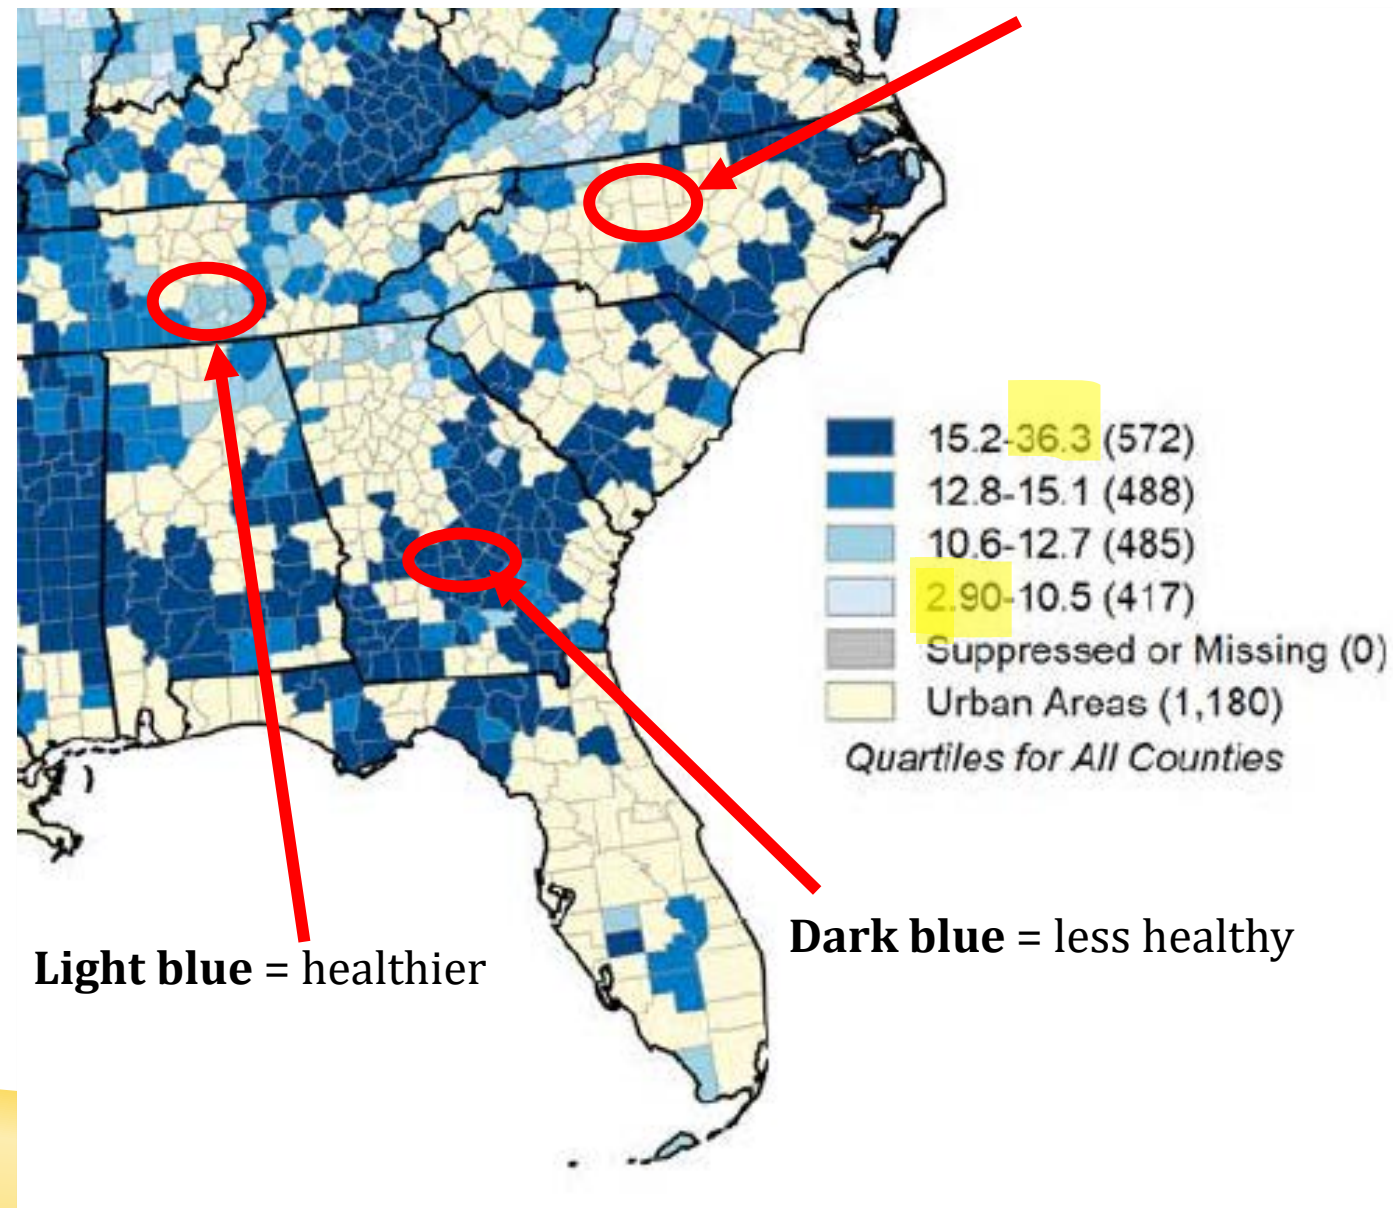 15.2-36.3 (572)
12.8-15.1 (488)
10.6-12.7 (485)
2.90-10.5 (417)
Suppressed or Missing (0)
Urban Areas (1,180)
Quartiles for All Counties
Dark blue = less healthy
Light blue = healthier